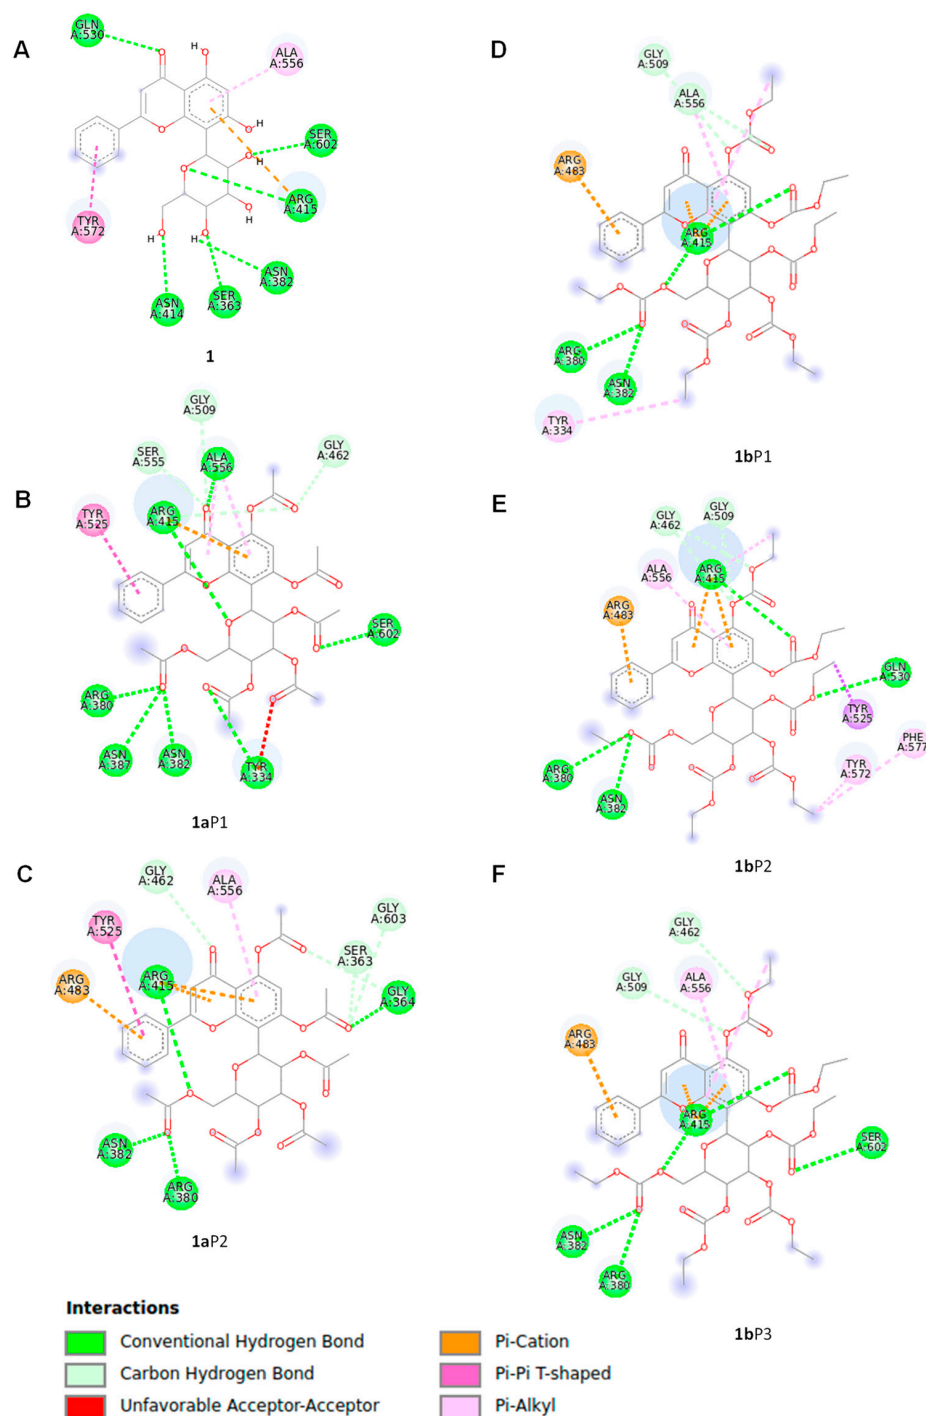 A
GLN
A:530
ALA
A:556
SER
A:602
ARG
A:415
TYR
A:572
ASN
A:382
SER
A:363
ASN
A:414
H
H
H
H
H
H
1
B
GLY
A:509
SER
A:555
ALA
A:556
GLY
A:462
ARG
A:415
TYR
A:525
SER
A:602
ARG
A:380
ASN
A:387
ASN
A:382
TYR
A:334
1aP1
C
GLY
A:462
ALA
A:556
GLY
A:603
TYR
A:525
SER
A:363
ARG
A:415
ARG
A:483
GLY
A:364
ASN
A:382
ARG
A:380
1aP2
D
GLY
A:509
ALA
A:556
ARG
A:483
ARG
A:415
ARG
A:380
ASN
A:382
TYR
A:334
1bP1
E
GLY
A:462
GLY
A:509
ALA
A:556
ARG
A:415
ARG
A:483
GLN
A:530
TYR
A:525
PHE
A:577
TYR
A:572
ARG
A:380
ASN
A:382
1bP2
F
GLY
A:462
GLY
A:509
ALA
A:556
ARG
A:483
ARG
A:415
SER
A:602
ASN
A:382
ARG
A:380
1bP3
Interactions
Conventional Hydrogen Bond
Carbon Hydrogen Bond
Unfavorable Acceptor-Acceptor
Pi-Cation
Pi-Pi T-shaped
Pi-Alkyl